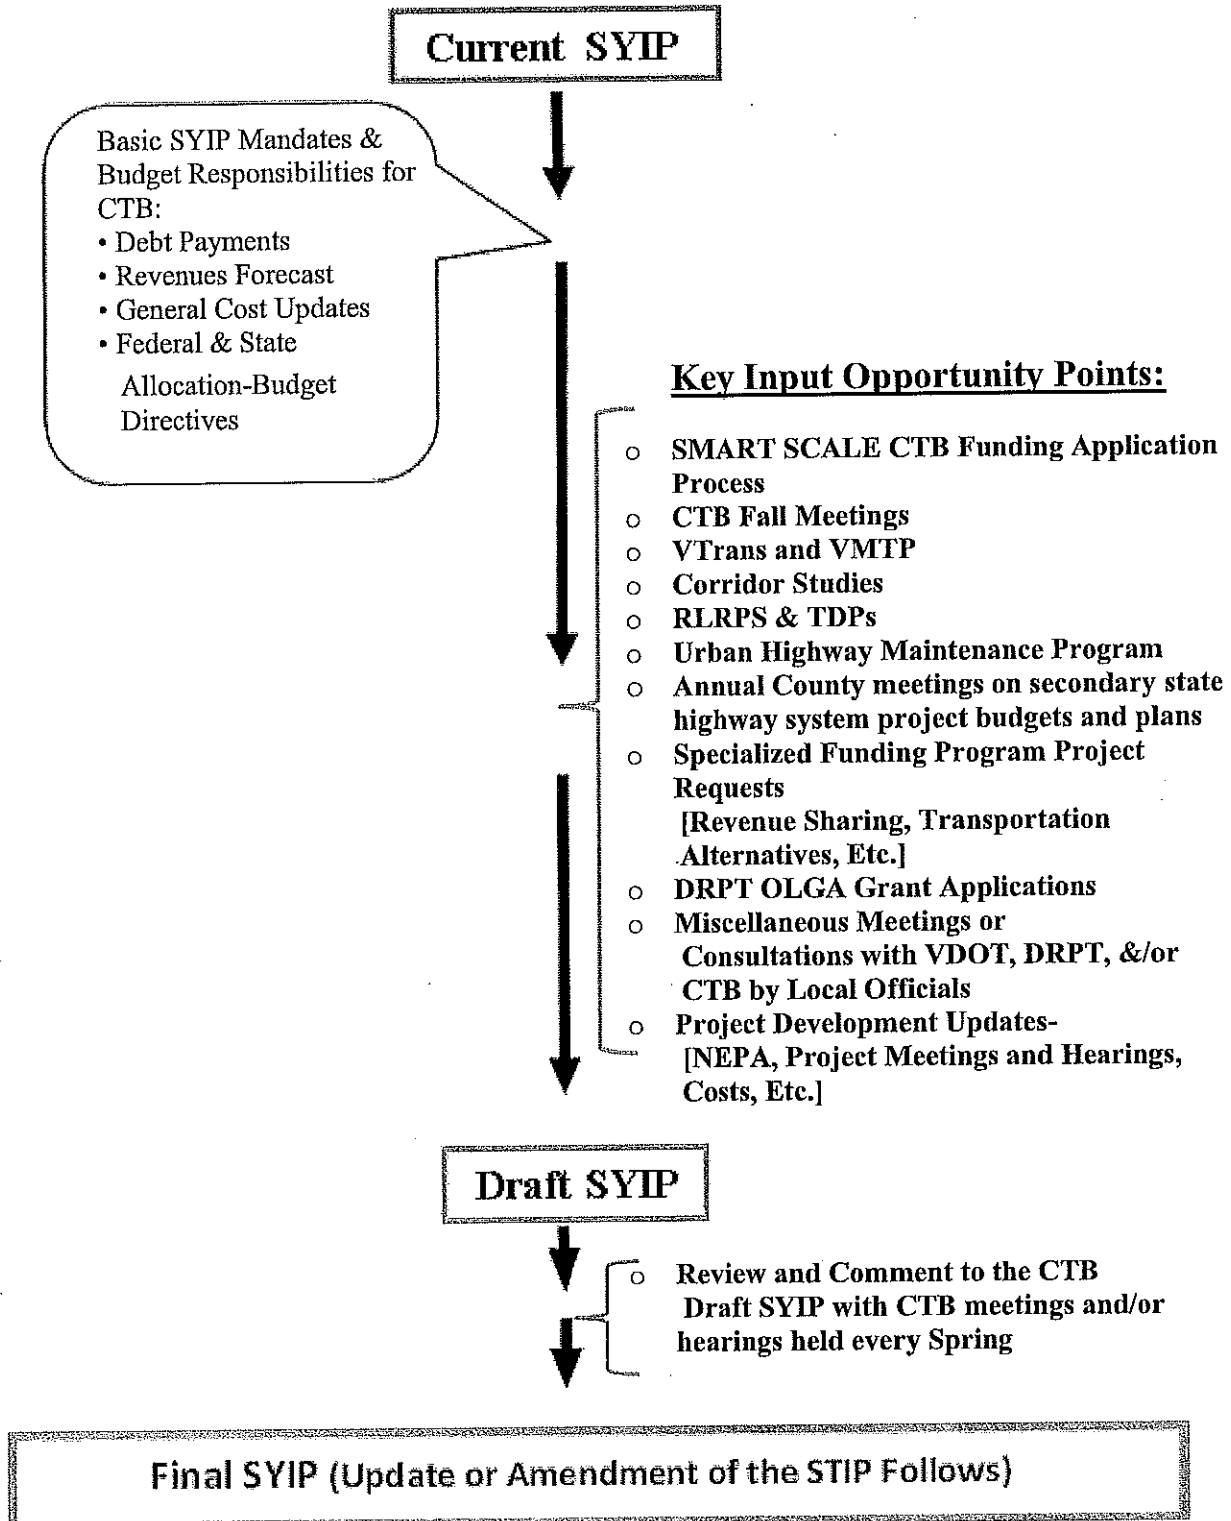 Current SYIP
Basic SYIP Mandates &
Budget Responsibilities for
CTB:
• Debt Payments
• Revenues Forecast
• General Cost Updates
• Federal & State
Allocation-Budget
Directives
Key Input Opportunity Points:
o SMART SCALE CTB Funding Application
Process
o CTB Fall Meetings
o VTrans and VMTP
o Corridor Studies
o RLRPS & TDPs
o Urban Highway Maintenance Program
o Annual County meetings on secondary state
highway system project budgets and plans
o Specialized Funding Program Project
Requests
[Revenue Sharing, Transportation
Alternatives, Etc.]
o DRPT OLGA Grant Applications
o Miscellaneous Meetings or
Consultations with VDOT, DRPT, &/or
CTB by Local Officials
o Project Development Updates-
[NEPA, Project Meetings and Hearings,
Costs, Etc.]
Draft SYIP
o Review and Comment to the CTB
Draft SYIP with CTB meetings and/or
hearings held every Spring
Final SYIP (Update or Amendment of the STIP Follows)